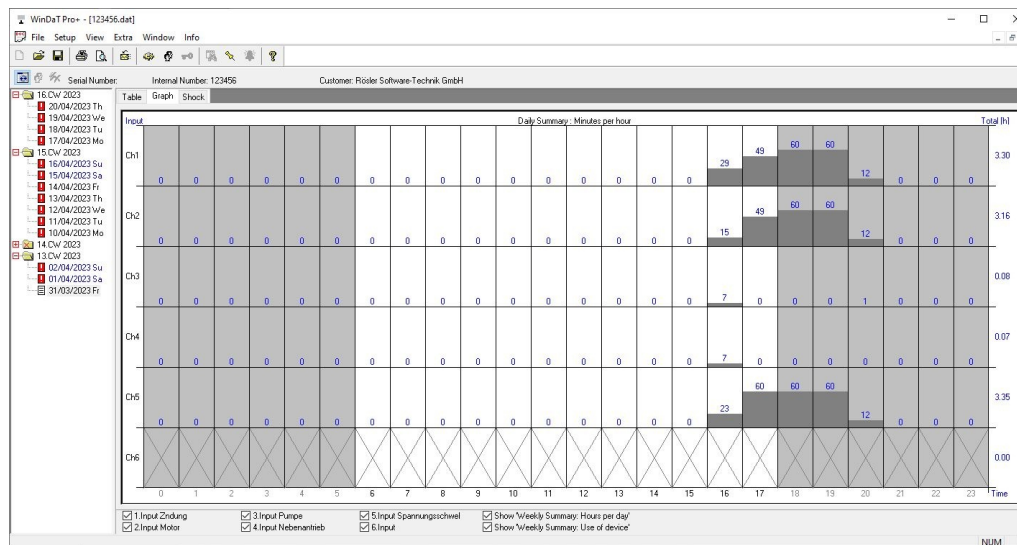 WinDaT Pro+ - [123456.dat]
File Setup View Extra Window Info
Serial Number: Internal Number: 123456 Customer: Rösler Software-Technik GmbH
16.CW 2023
20/04/2023 Th
19/04/2023 We
18/04/2023 Tu
17/04/2023 Mo
15.CW 2023
16/04/2023 Su
15/04/2023 Sa
14/04/2023 Fr
13/04/2023 Th
12/04/2023 We
11/04/2023 Tu
10/04/2023 Mo
14.CW 2023
13.CW 2023
02/04/2023 Su
01/04/2023 Sa
31/03/2023 Fr
Table Graph Shock
Input Daily Summary : Minutes per hour Total [h]
Ch1 0 0 0 0 0 0 0 0 0 0 0 0 0 0 0 0 29 49 60 60 12 0 0 0 3.30
Ch2 0 0 0 0 0 0 0 0 0 0 0 0 0 0 0 0 15 49 60 60 12 0 0 0 3.16
Ch3 0 0 0 0 0 0 0 0 0 0 0 0 0 0 0 0 7 0 0 0 1 0 0 0 0.08
Ch4 0 0 0 0 0 0 0 0 0 0 0 0 0 0 0 0 7 0 0 0 0 0 0 0 0.07
Ch5 0 0 0 0 0 0 0 0 0 0 0 0 0 0 0 0 23 60 60 60 12 0 0 0 3.35
Ch6 0.00
0 1 2 3 4 5 6 7 8 9 10 11 12 13 14 15 16 17 18 19 20 21 22 23 Time
1.Input Zndung 3.Input Pumpe 5.Input Spannungsschwel Show 'Weekly Summary: Hours per day'
2.Input Motor 4.Input Nebenantrieb 6.Input Show 'Weekly Summary: Use of device'
NUM